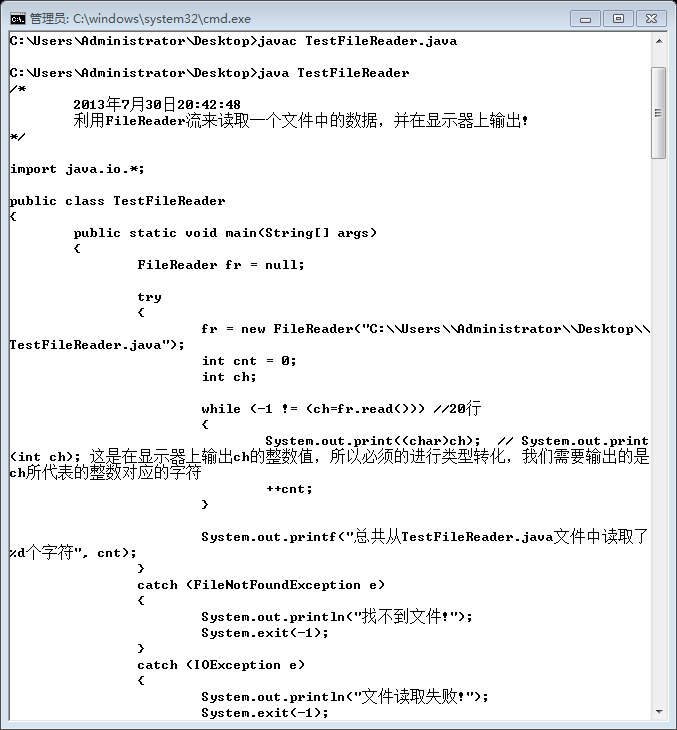 管理员: C:\windows\system32\cmd.exe
C:\Users\Administrator\Desktop>javac TestFileReader.java
C:\Users\Administrator\Desktop>java TestFileReader
/*
        2013年7月30日20:42:48
        利用FileReader流来读取一个文件中的数据，并在显示器上输出!
*/
import java.io.*;
public class TestFileReader
{
        public static void main(String[] args)
        {
                FileReader fr = null;
                try
                {
                        fr = new FileReader("C:\\Users\\Administrator\\Desktop\\
TestFileReader.java");
                        int cnt = 0;
                        int ch;
                        while (-1 != (ch=fr.read())) //20行
                        {
                                System.out.print((char)ch);  // System.out.print
(int ch); 这是在显示器上输出ch的整数值，所以必须的进行类型转化，我们需要输出的是
ch所代表的整数对应的字符
                                ++cnt;
                        }
                        System.out.printf("总共从TestFileReader.java文件中读取了
%d个字符", cnt);
                }
                catch (FileNotFoundException e)
                {
                        System.out.println("找不到文件!");
                        System.exit(-1);
                }
                catch (IOException e)
                {
                        System.out.println("文件读取失败!");
                        System.exit(-1);